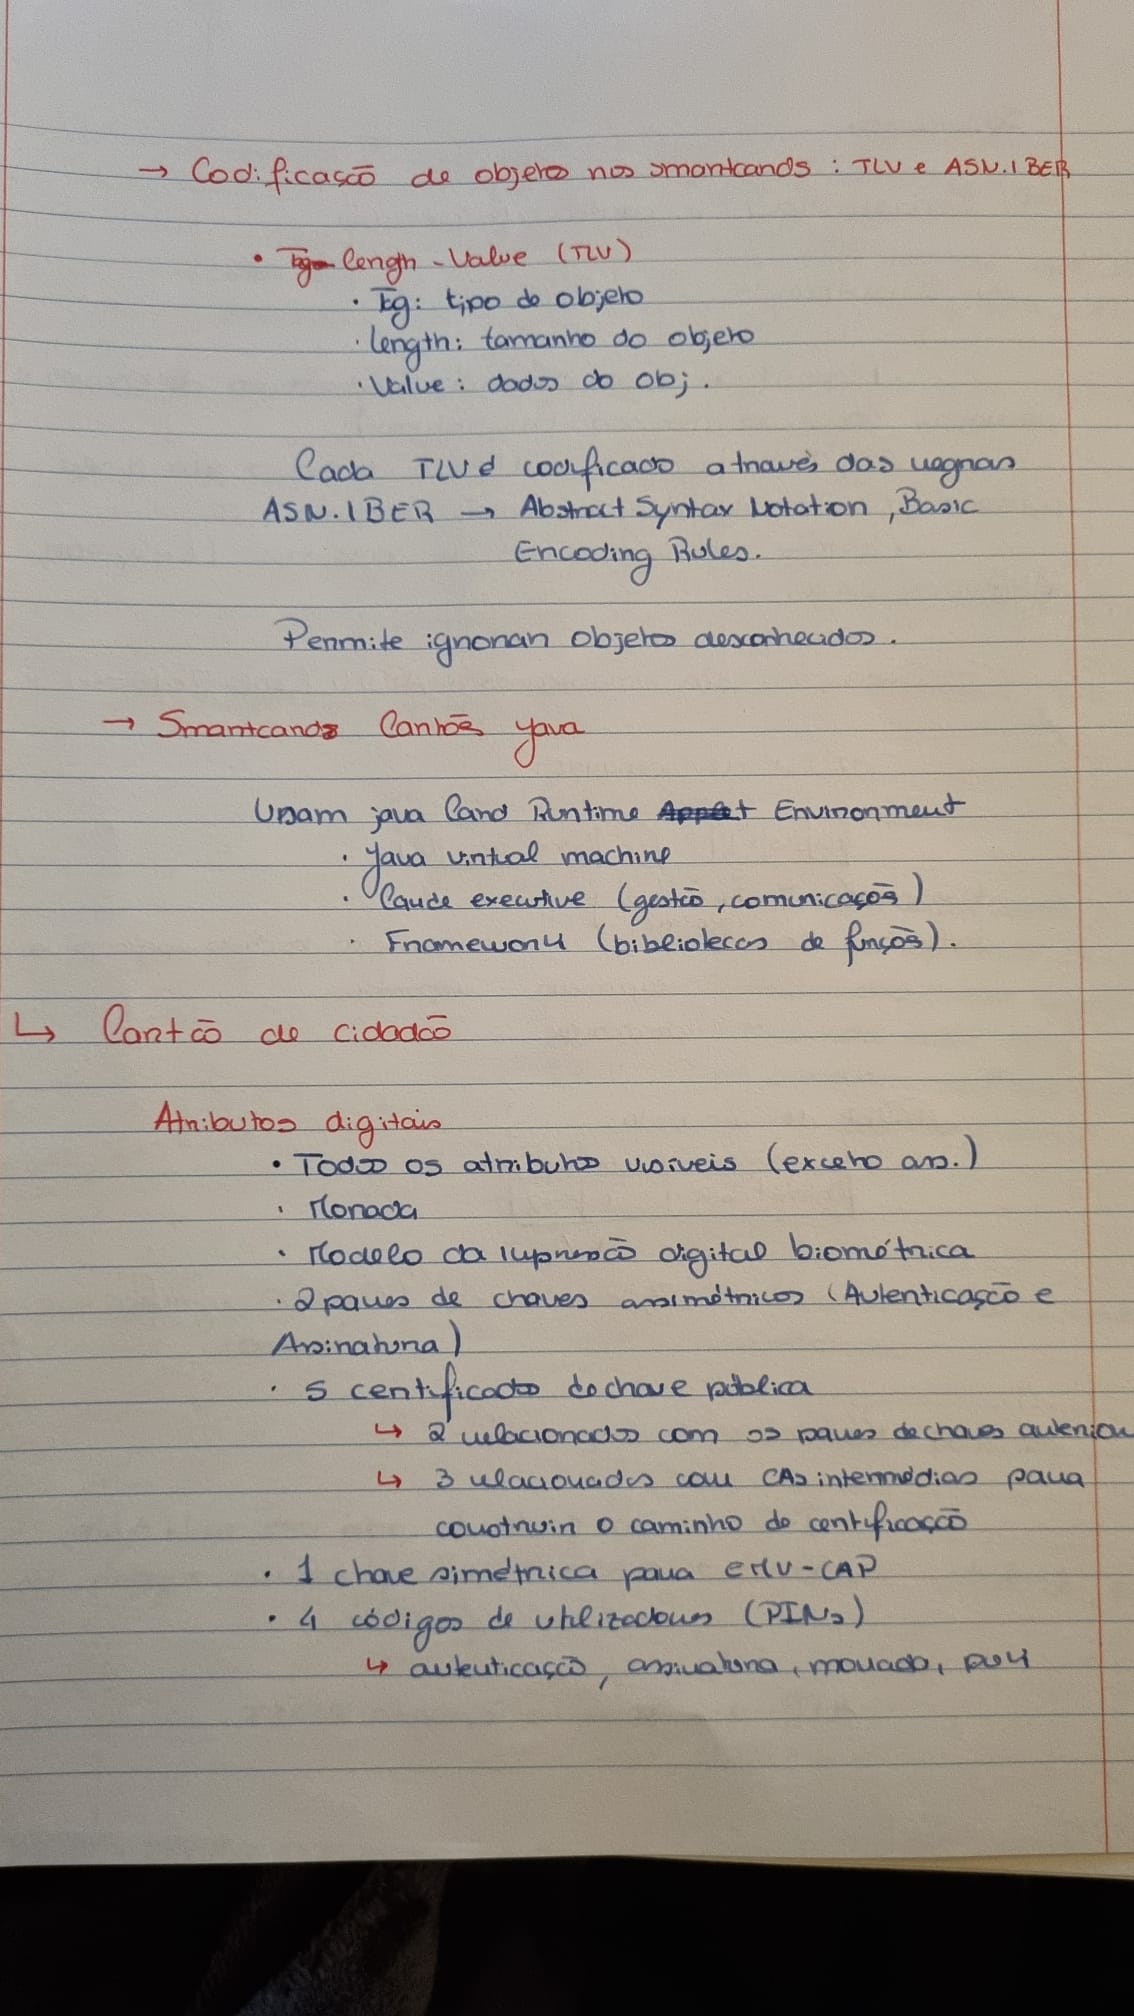 → Codificação de objeto nos smartcards : TLV e ASN.1 BER
• Tag-lengh-Value (TLV)
· Tag: tipo do objeto
· length: tamanho do objeto
· Value: dados do obj.
Cada TLV é codificado através das regras
ASN.1 BER → Abstract Syntax Notation, Basic
Encoding Rules.
Permite ignorar objetos desconhecidos.
→ Smartcards Cartões Java
Usam java Card Runtime Environment
· Java virtual machine
· executive (gestão, comunicação)
· Framework (bibliotecas de funções).
↳ Cartão de cidadão
Atributos digitais
• Todos os atributos visíveis (exceto ass.)
· Morada
· Modelo da impressão digital biométrica
· 2 pares de chaves assimétricos (Autenticação e
Assinatura)
· 5 certificados de chave pública
↳ 2 relacionados com os pares de chaves
↳ 3 relacionados com CAs intermédias para
construir o caminho de certificação
· 1 chave simétrica para EMV-CAP
• 4 códigos de utilizadores (PINs)
↳ autenticação, assinatura, morada, puk